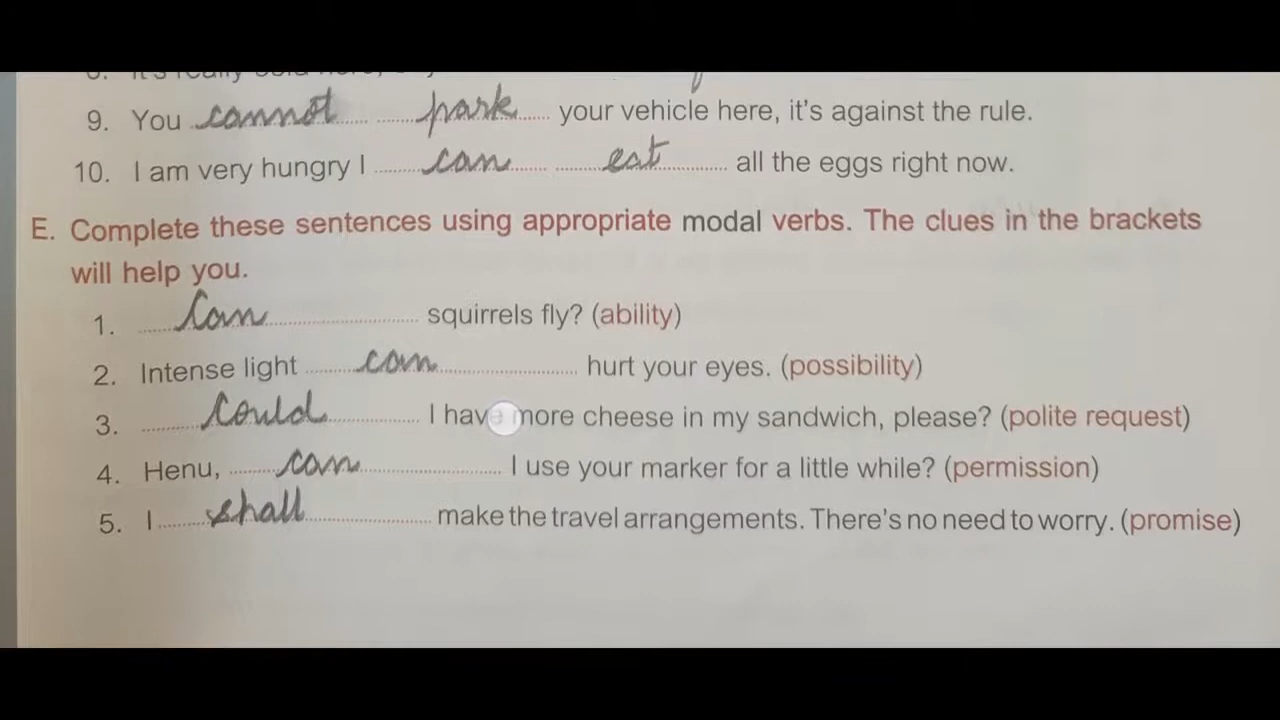 9. You cannot park your vehicle here, it's against the rule.
10. I am very hungry I can eat all the eggs right now.
E. Complete these sentences using appropriate modal verbs. The clues in the brackets
will help you.
1. Can squirrels fly? (ability)
2. Intense light can hurt your eyes. (possibility)
3. Could I have more cheese in my sandwich, please? (polite request)
4. Henu, can I use your marker for a little while? (permission)
5. I shall make the travel arrangements. There's no need to worry. (promise)